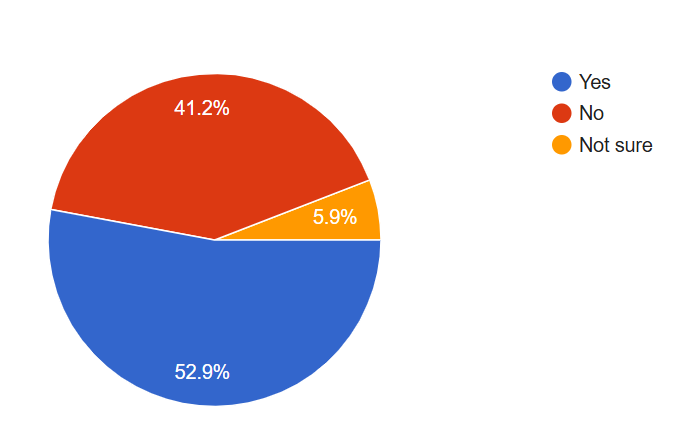 Yes
No
Not sure
41.2%
5.9%
52.9%